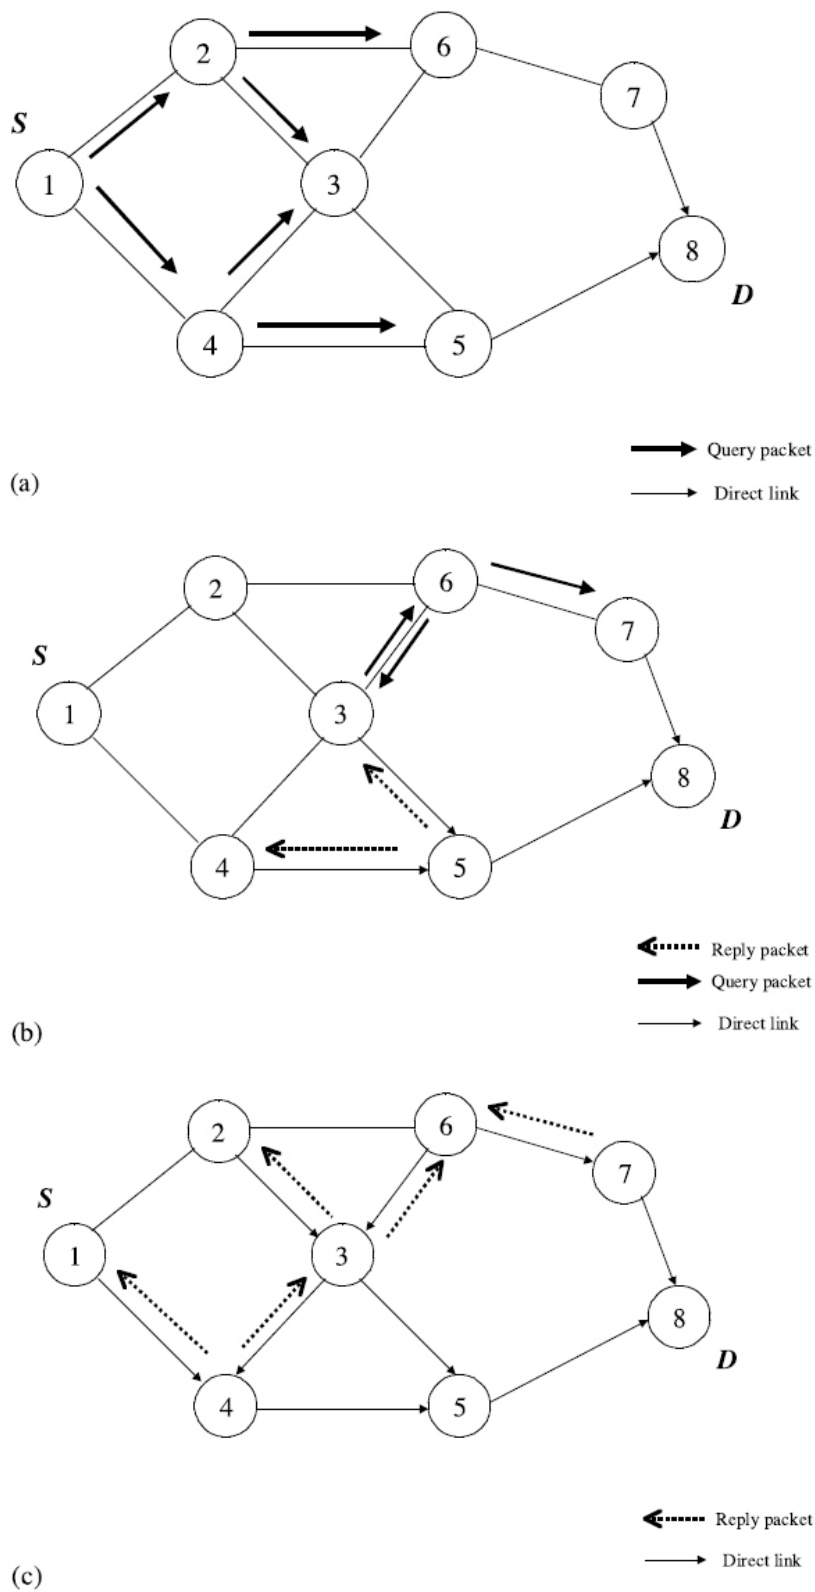 2
6
7
S
1
3
8
D
4
5
Query packet
(a)
Direct link
2
6
7
S
1
3
8
D
4
5
Reply packet
Query packet
(b)
Direct link
2
6
7
S
1
3
8
D
4
5
Reply packet
Direct link
(c)